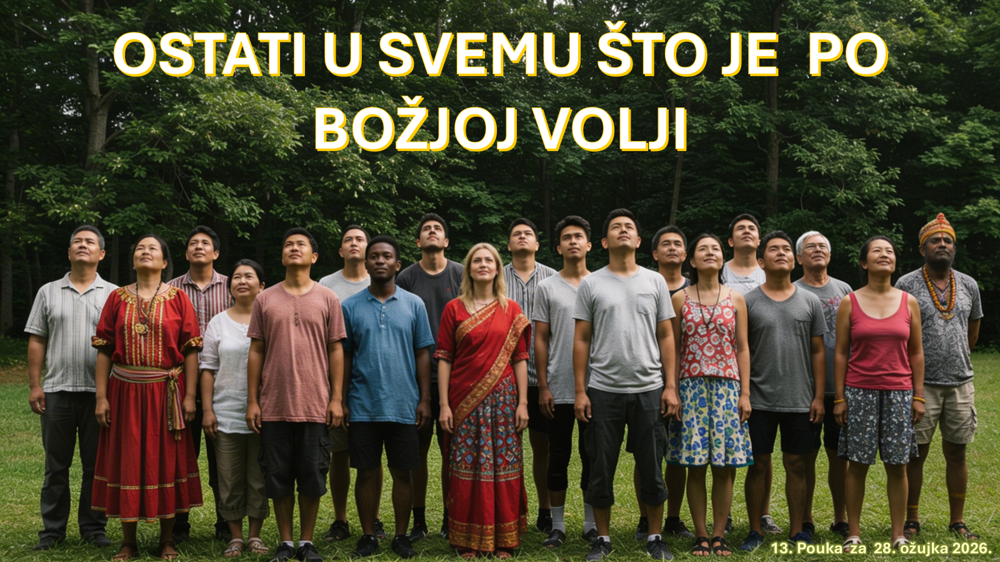 OSTATI U SVEMU ŠTO JE PO
BOŽJOJ VOLJI
13. Pouka za 28. ožujka 2026.